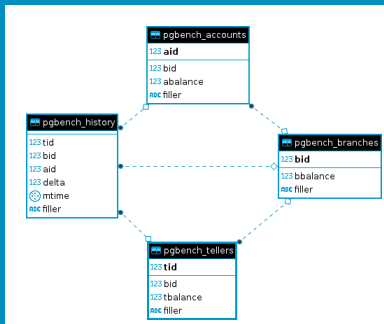 pgbench_accounts
123 aid
123 bid
123 abalance
ABC filler
pgbench_history
123 tid
123 bid
123 aid
123 delta
mtime
ABC filler
pgbench_branches
123 bid
123 bbalance
ABC filler
pgbench_tellers
123 tid
123 bid
123 tbalance
ABC filler